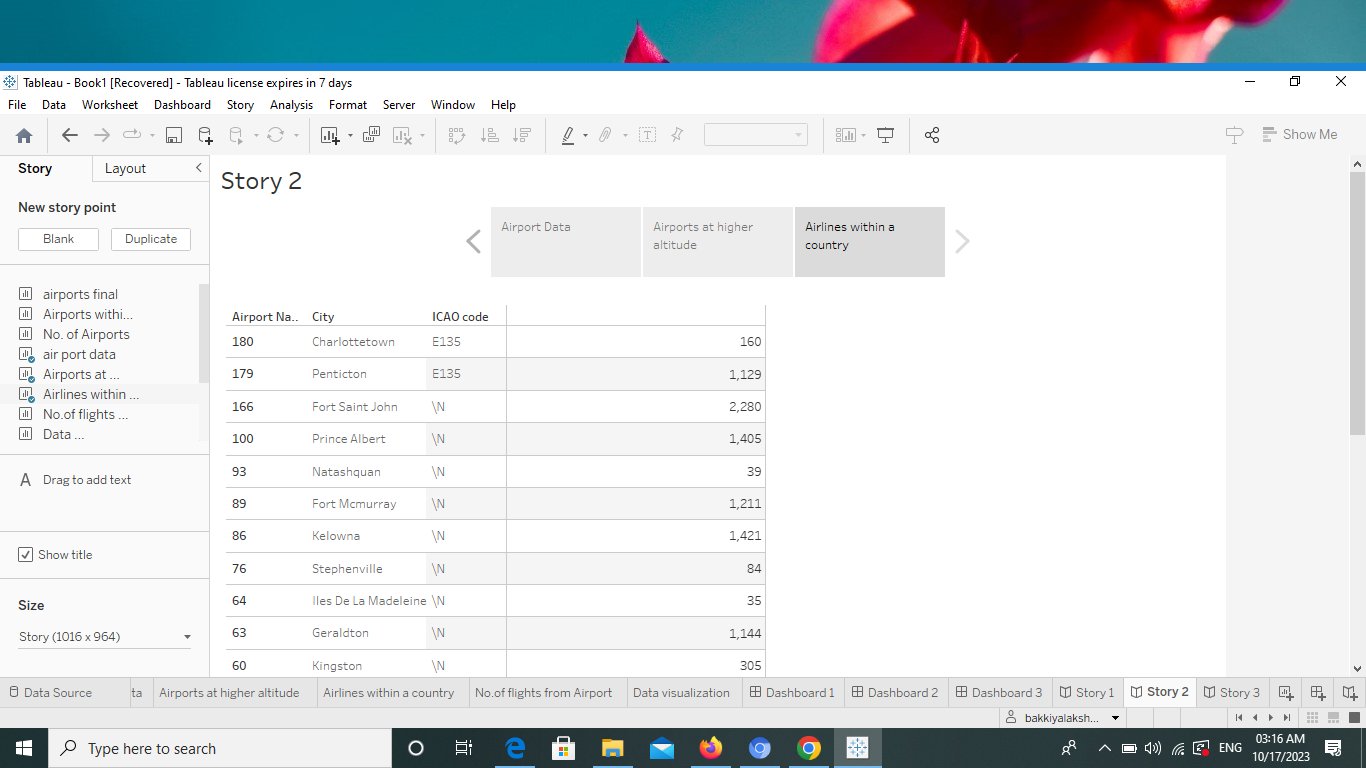 Tableau - Book1 [Recovered] - Tableau license expires in 7 days
File Data Worksheet Dashboard Story Analysis Format Server Window Help
Show Me
Story Layout
New story point
Blank Duplicate
airports final
Airports withi...
No. of Airports
air port data
Airports at ...
Airlines within ...
No.of flights ...
Data ...
A Drag to add text
Show title
Size
Story (1016 x 964)
Story 2
Airport Data
Airports at higher
altitude
Airlines within a
country
Airport Na.. City ICAO code
180 Charlottetown E135 160
179 Penticton E135 1,129
166 Fort Saint John \N 2,280
100 Prince Albert \N 1,405
93 Natashquan \N 39
89 Fort Mcmurray \N 1,211
86 Kelowna \N 1,421
76 Stephenville \N 84
64 Iles De La Madeleine \N 35
63 Geraldton \N 1,144
60 Kingston \N 305
Data Source ta Airports at higher altitude Airlines within a country No.of flights from Airport Data visualization Dashboard 1 Dashboard 2 Dashboard 3 Story 1 Story 2 Story 3
bakkiyalaksh...
Type here to search
ENG
03:16 AM
10/17/2023